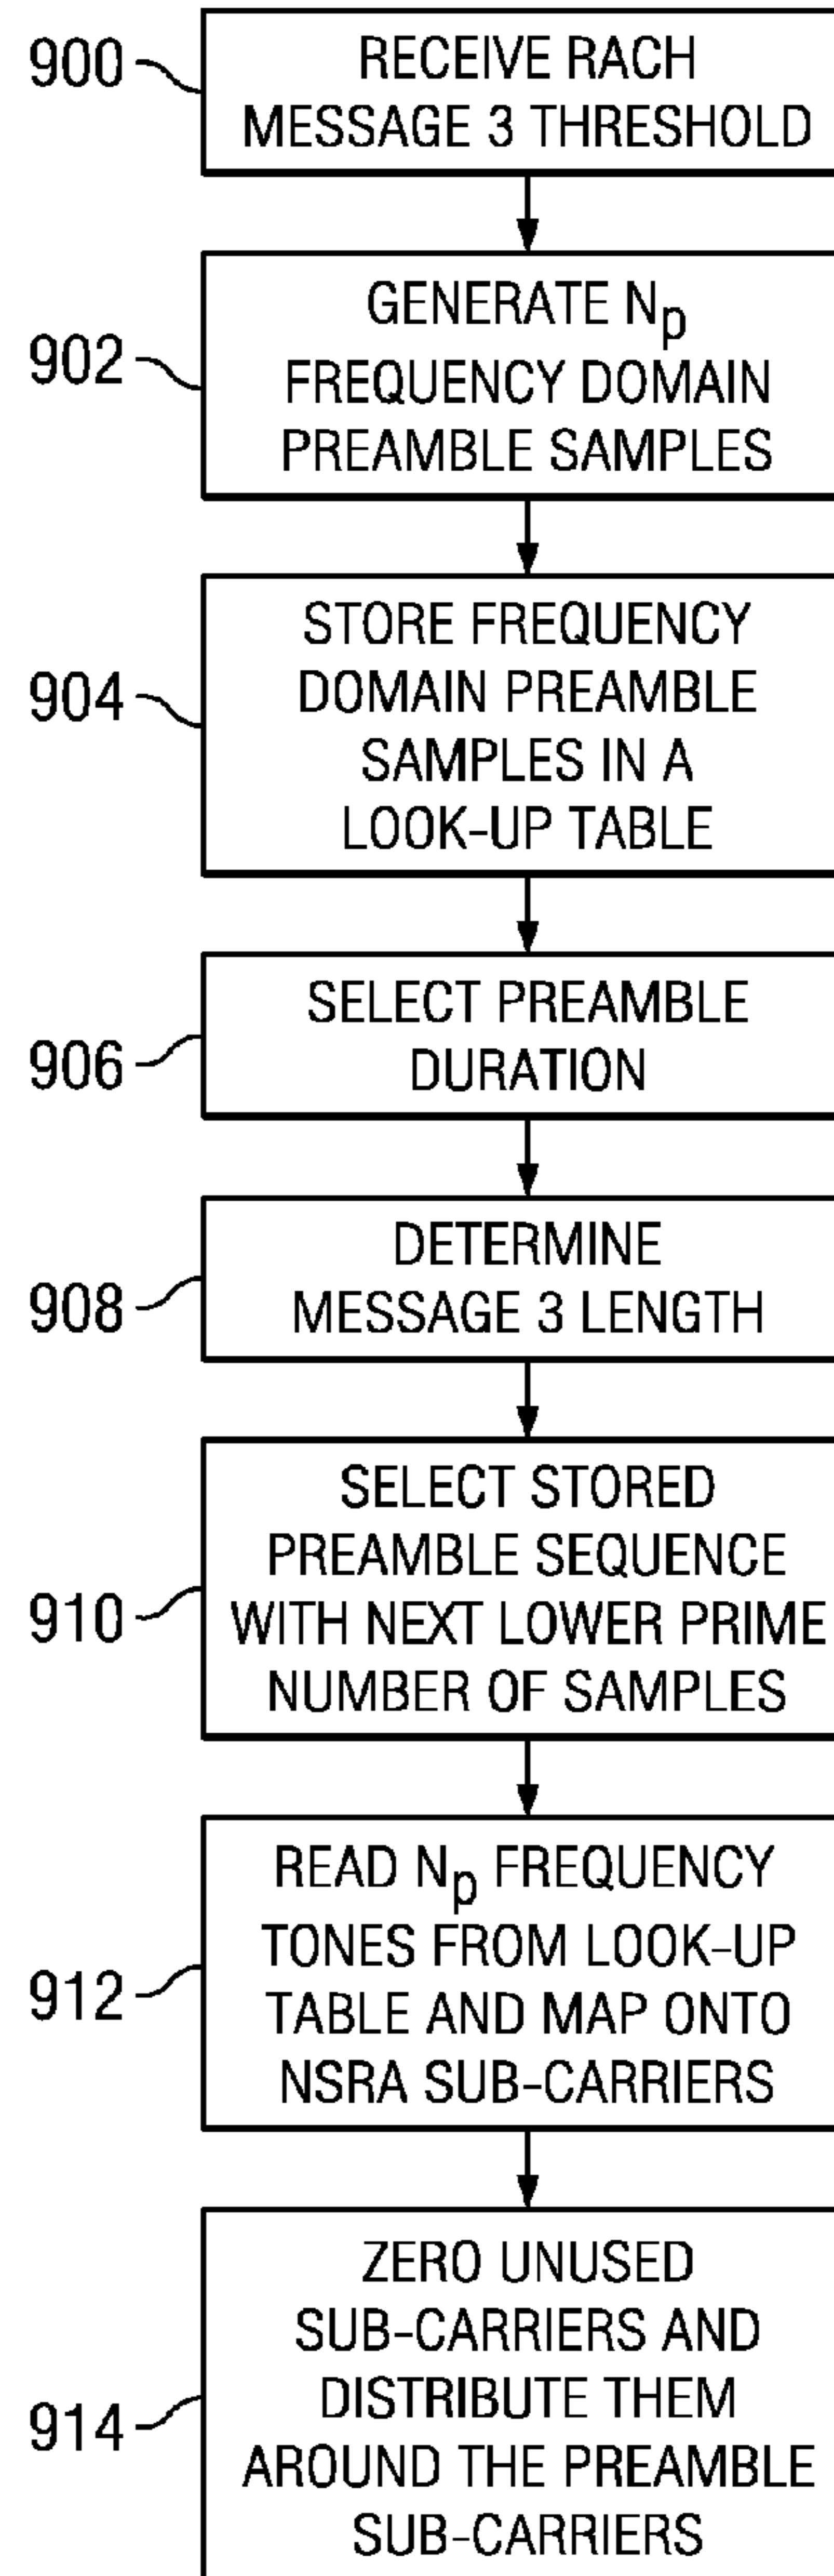 900
RECEIVE RACH
MESSAGE 3 THRESHOLD
902
GENERATE Np
FREQUENCY DOMAIN
PREAMBLE SAMPLES
904
STORE FREQUENCY
DOMAIN PREAMBLE
SAMPLES IN A
LOOK-UP TABLE
906
SELECT PREAMBLE
DURATION
908
DETERMINE
MESSAGE 3 LENGTH
910
SELECT STORED
PREAMBLE SEQUENCE
WITH NEXT LOWER PRIME
NUMBER OF SAMPLES
912
READ Np FREQUENCY
TONES FROM LOOK-UP
TABLE AND MAP ONTO
NSRA SUB-CARRIERS
914
ZERO UNUSED
SUB-CARRIERS AND
DISTRIBUTE THEM
AROUND THE PREAMBLE
SUB-CARRIERS